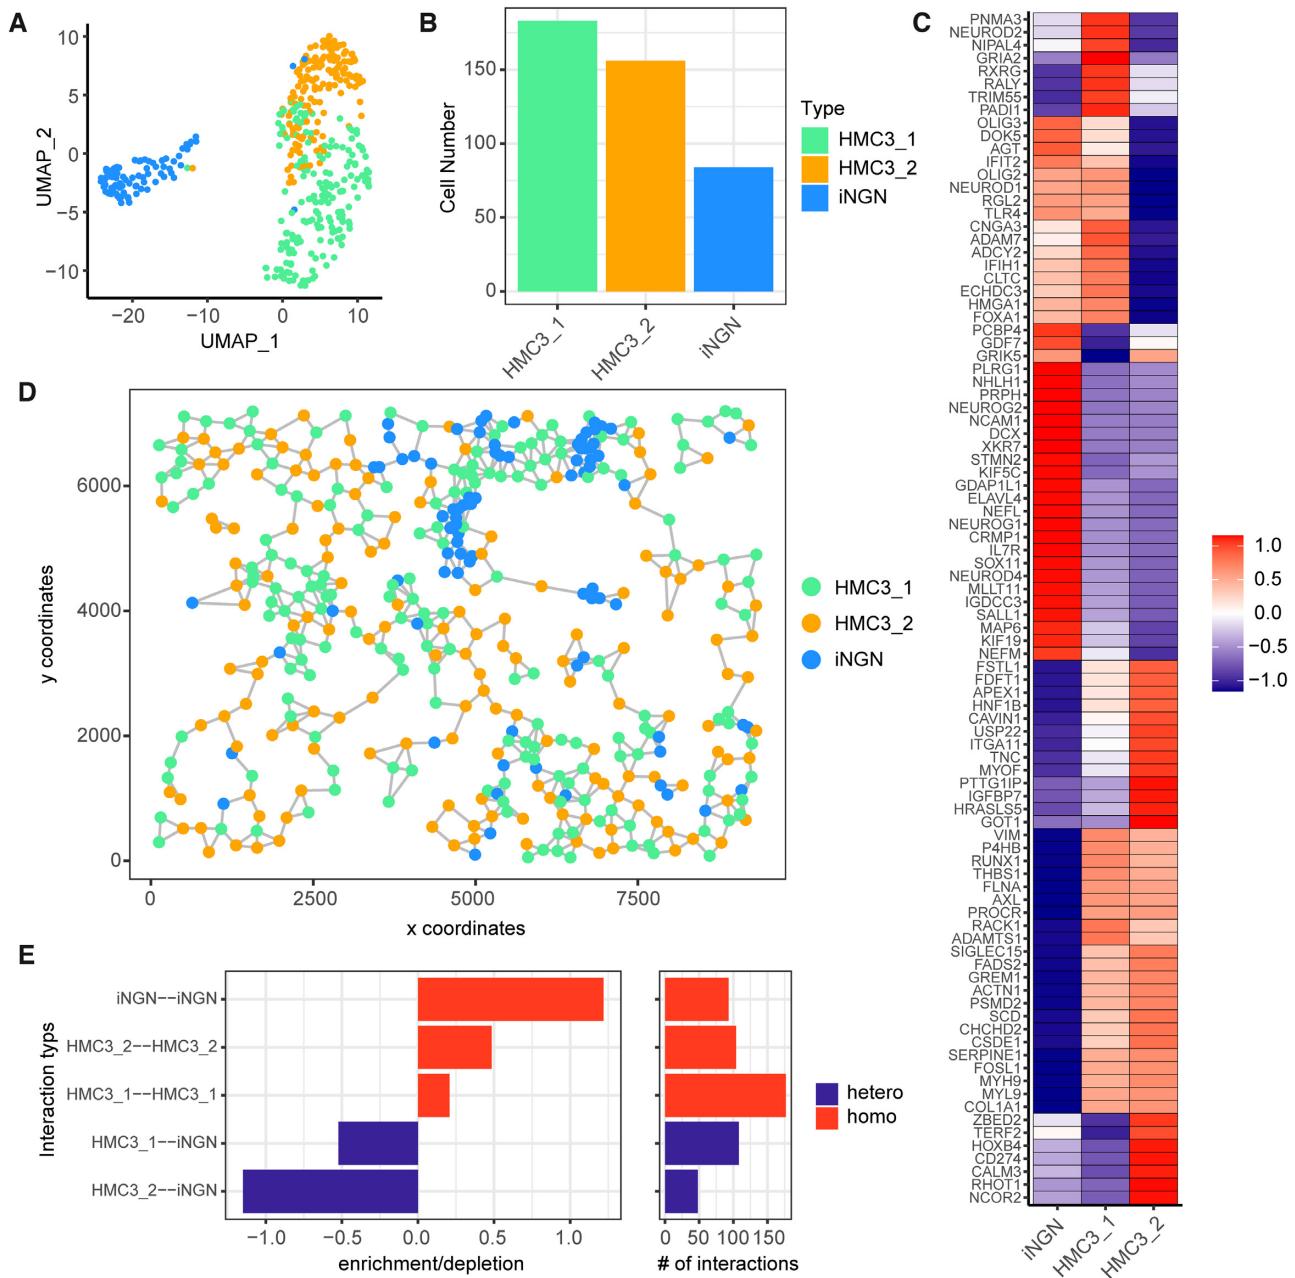 A
10
5
0
−5
−10
UMAP_2
−20
−10
0
10
UMAP_1
B
150
100
50
0
Cell Number
HMC3_1
HMC3_2
iNGN
Type
HMC3_1
HMC3_2
iNGN
C
PNMA3
NEUROD2
NIPAL4
GRIA2
RXRG
RALY
TRIM55
PADI1
OLIG3
DOK5
AGT
IFIT2
OLIG2
NEUROD1
RGL2
TLR4
CNGA3
ADAM7
ADCY2
IFIH1
CLTC
ECHDC3
HMGA1
FOXA1
PCBP4
GDF7
GRIK5
PLRG1
NHLH1
PRPH
NEUROG2
NCAM1
DCX
XKR7
STMN2
KIF5C
GDAP1L1
ELAVL4
NEFL
NEUROG1
CRMP1
IL7R
SOX11
NEUROD4
MLLT11
IGDCC3
SALL1
MAP6
KIF19
NEFM
FSTL1
FDFT1
APEX1
HNF1B
CAVIN1
USP22
ITGA11
TNC
MYOF
PTTG1IP
IGFBP7
HRASLS5
GOT1
VIM
P4HB
RUNX1
THBS1
FLNA
AXL
PROCR
RACK1
ADAMTS1
SIGLEC15
FADS2
GREM1
ACTN1
PSMD2
SCD
CHCHD2
CSDE1
SERPINE1
FOSL1
MYH9
MYL9
COL1A1
ZBED2
TERF2
HOXB4
CD274
CALM3
RHOT1
NCOR2
iNGN
HMC3_1
HMC3_2
1.0
0.5
0.0
−0.5
−1.0
D
6000
4000
2000
0
y coordinates
0
2500
5000
7500
x coordinates
HMC3_1
HMC3_2
iNGN
E
Interaction typs
iNGN−−iNGN
HMC3_2−−HMC3_2
HMC3_1−−HMC3_1
HMC3_1−−iNGN
HMC3_2−−iNGN
−1.0
−0.5
0.0
0.5
1.0
enrichment/depletion
0
50
100
150
# of interactions
hetero
homo